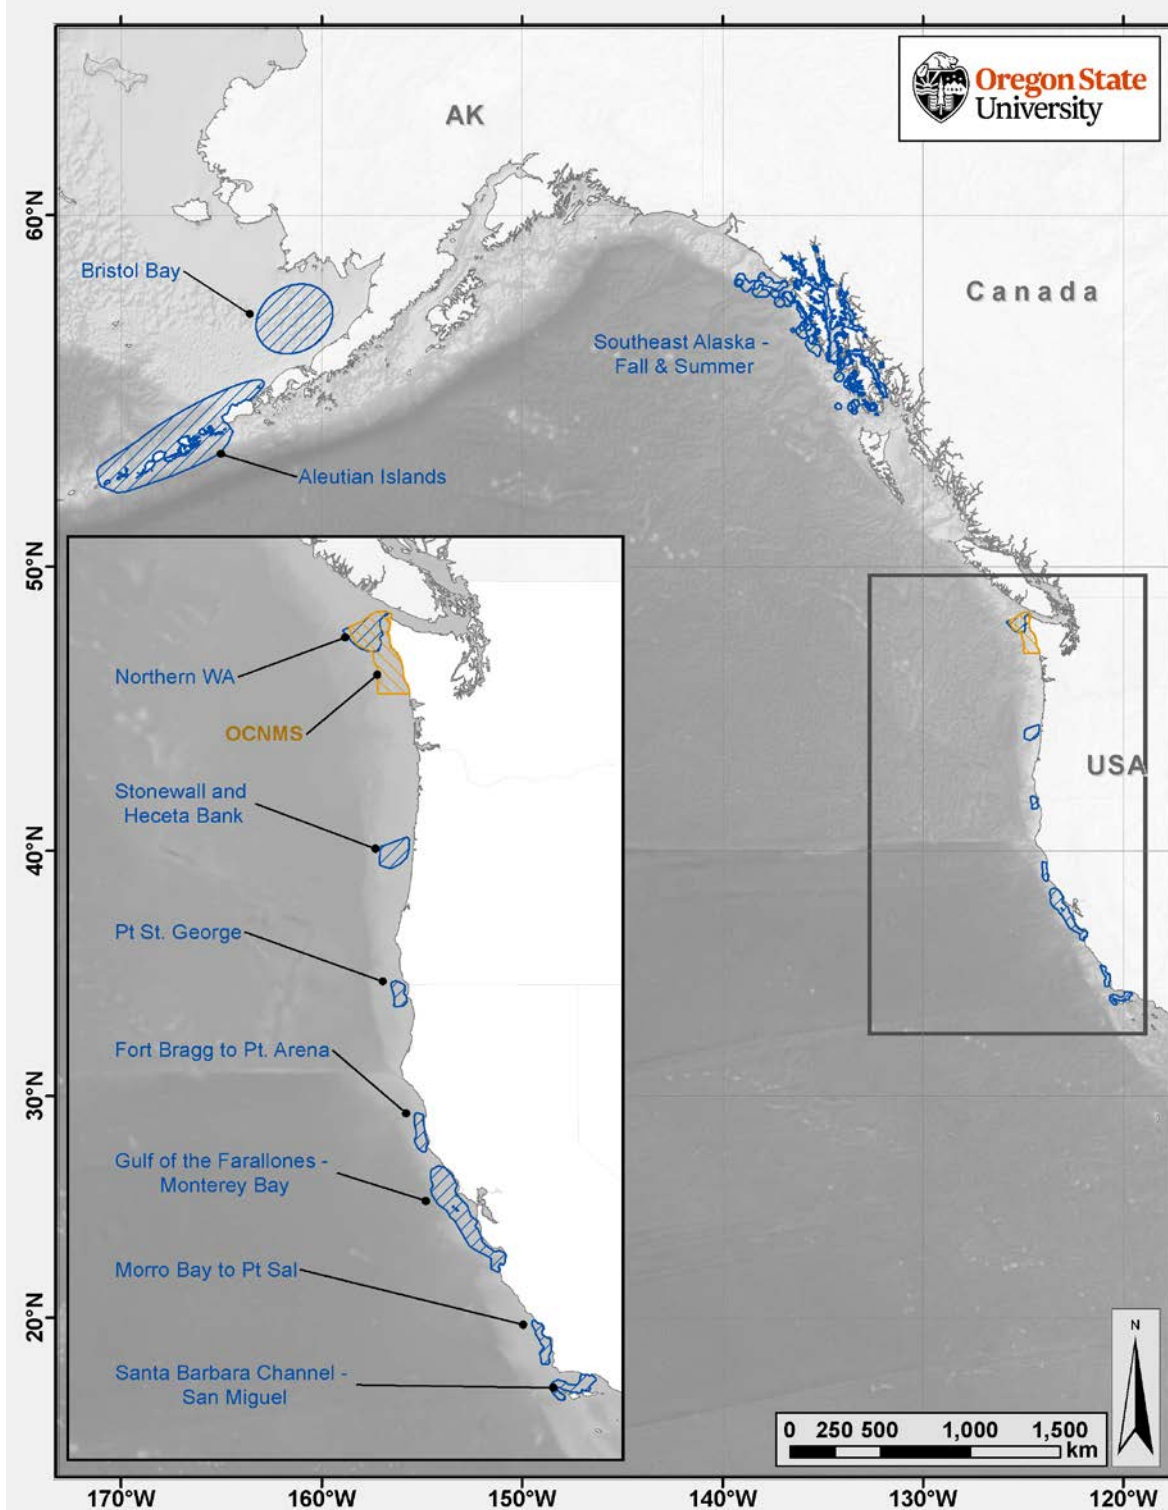 AK
Oregon State
University
60°N
Bristol Bay
Canada
Southeast Alaska -
Fall & Summer
Aleutian Islands
50°N
Northern WA
OCNMS
USA
Stonewall and
Heceta Bank
40°N
Pt St. George
Fort Bragg to Pt. Arena
30°N
Gulf of the Farallones -
Monterey Bay
Morro Bay to Pt Sal
20°N
N
Santa Barbara Channel -
San Miguel
0 250 500 1,000 1,500
km
170°W 160°W 150°W 140°W 130°W 120°W